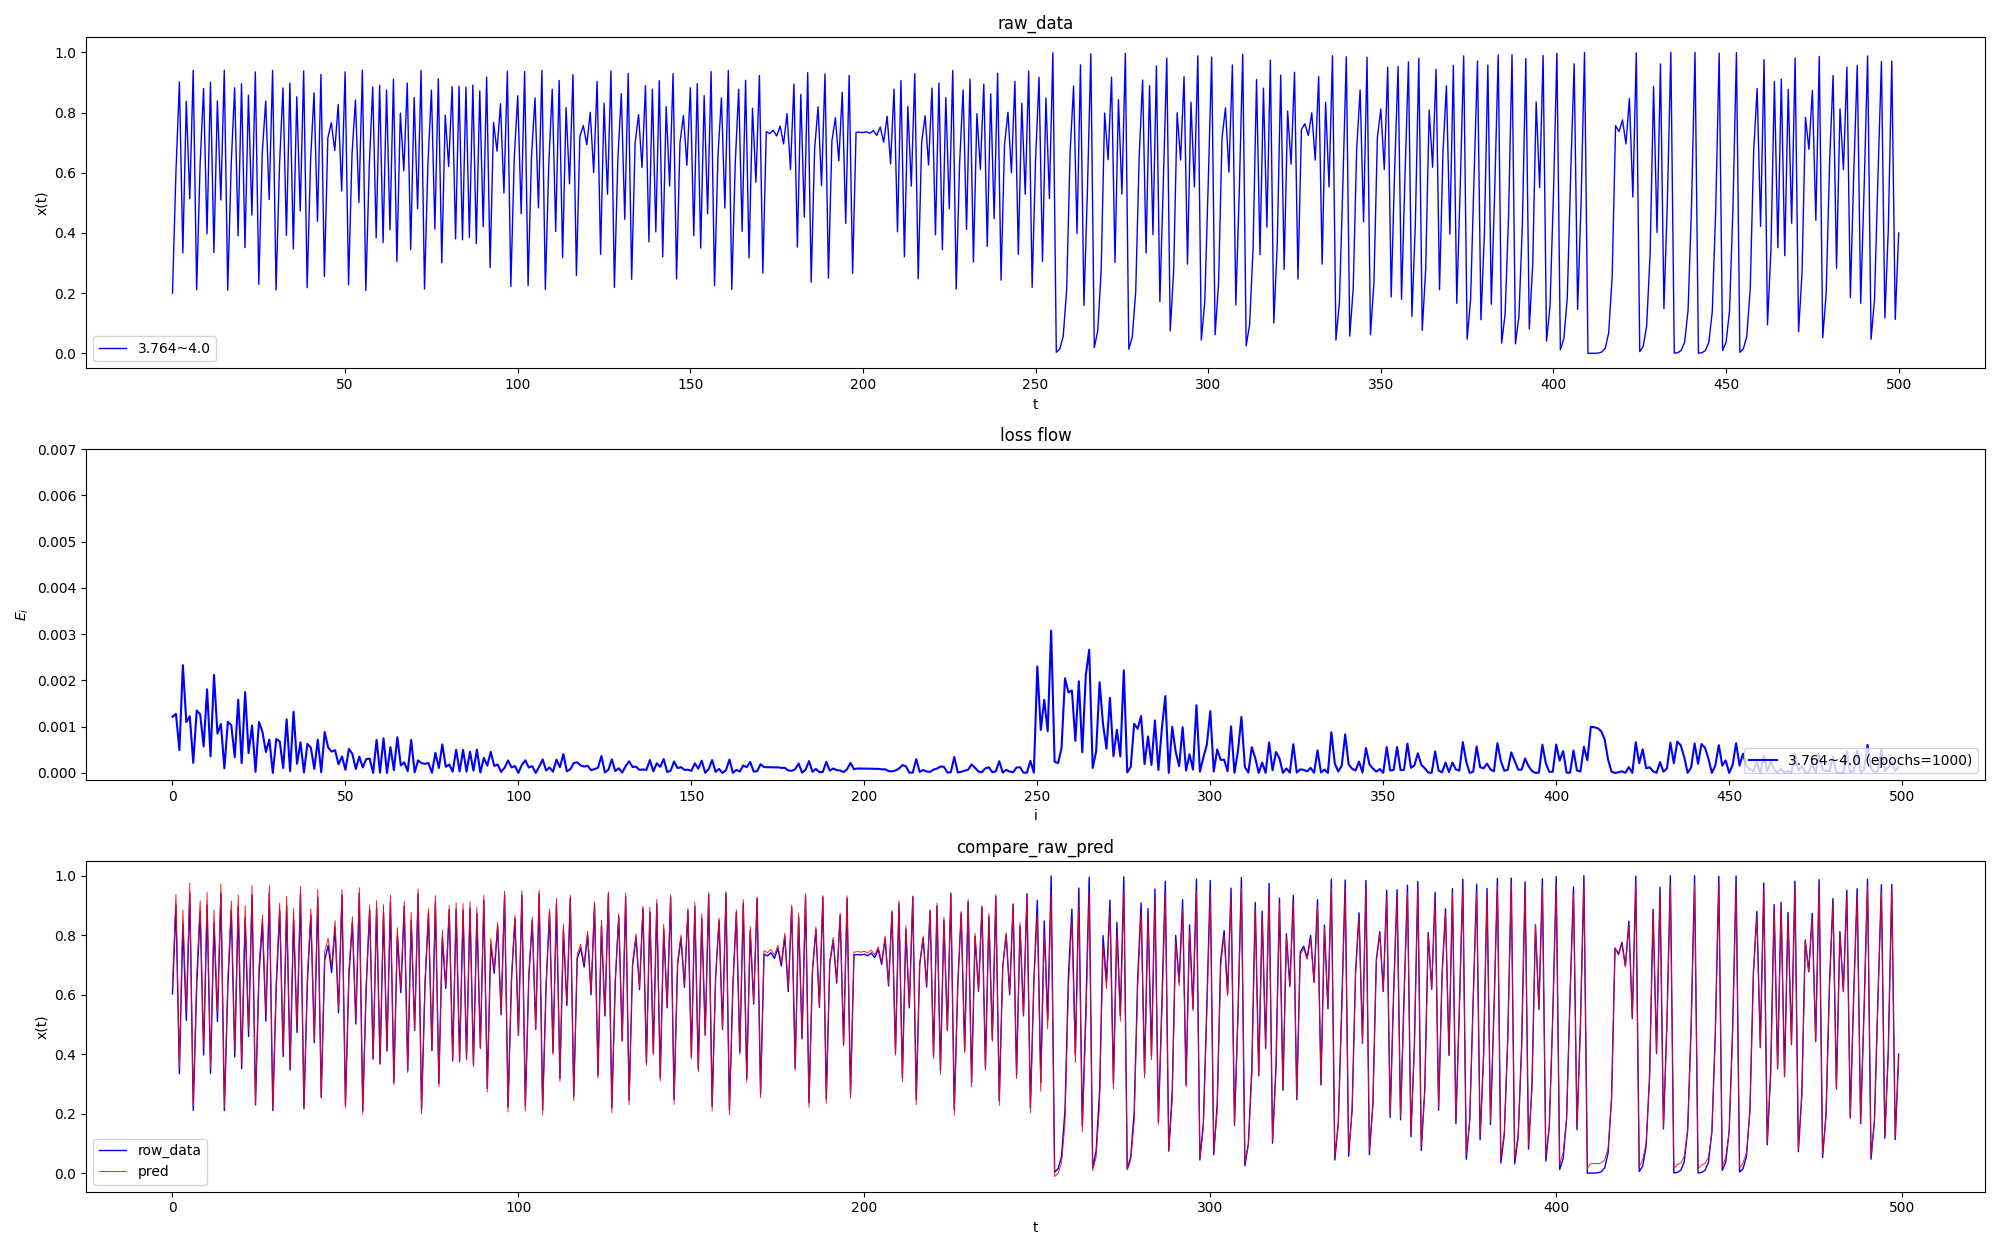 raw_data
1.0
0.8
0.6
0.4
0.2
0.0
x(t)
3.764~4.0
50 100 150 200 250 300 350 400 450 500
t
loss flow
0.007
0.006
0.005
0.004
0.003
0.002
0.001
0.000
E_i
3.764~4.0 (epochs=1000)
0 50 100 150 200 250 300 350 400 450 500
i
compare_raw_pred
1.0
0.8
0.6
0.4
0.2
0.0
x(t)
row_data
pred
0 100 200 300 400 500
t